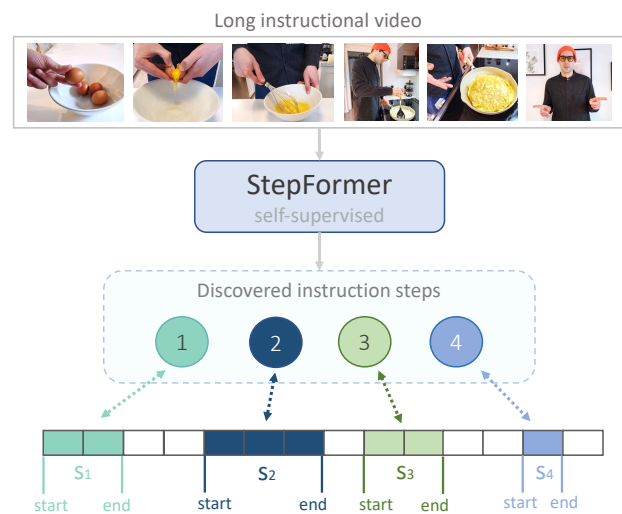 Long instructional video
StepFormer
self-supervised
Discovered instruction steps
1 2 3 4
S1 S2 S3 S4
start end start end start end start end